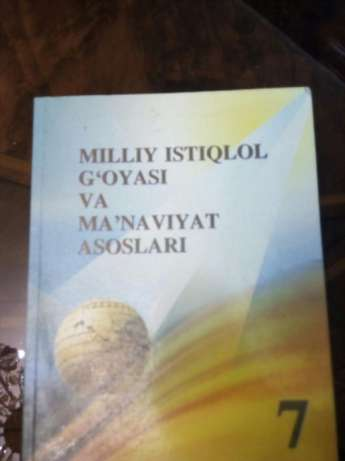 MILLIY ISTIQLOL
G‘OYASI
VA
MA’NAVIYAT
ASOSLARI
7